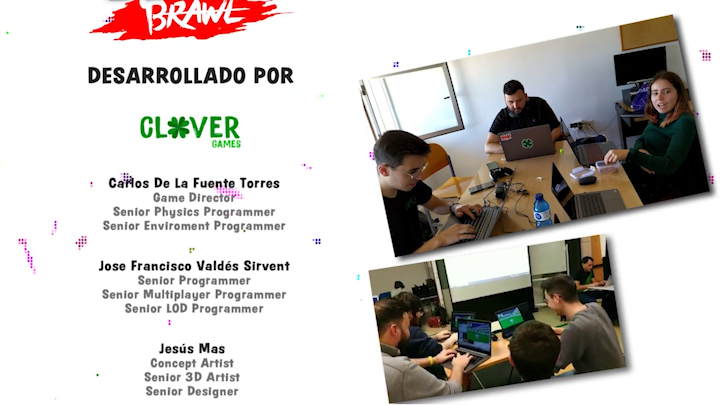 BRAWL
DESARROLLADO POR
CLOVER
GAMES
Carlos De La Fuente Torres
Game Director
Senior Physics Programmer
Senior Enviroment Programmer
Jose Francisco Valdés Sirvent
Senior Programmer
Senior Multiplayer Programmer
Senior LOD Programmer
Jesús Mas
Concept Artist
Senior 3D Artist
Senior Designer